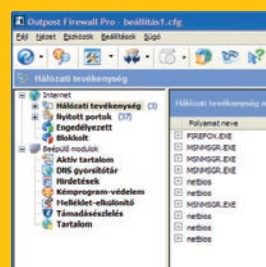 Outpost Firewall Pro - beállítás1.cfg
Fájl Nézet Eszközök Beállítások Súgó
Hálózati tevékenység
Internet
Hálózati tevékenység (3)
Nyitott portok (37)
Engedélyezett
Blokkolt
Beépülő modulok
Aktív tartalom
DNS gyorsítótár
Hirdetések
Kémprogram-védelem
Melléklet-elkülönítő
Támadásészlelés
Tartalom
Hálózati tevékenység
Folyamat neve
FIREFOX.EXE
MSNMSGR.EXE
MSNMSGR.EXE
netbios
netbios
MSNMSGR.EXE
netbios
netbios
netbios